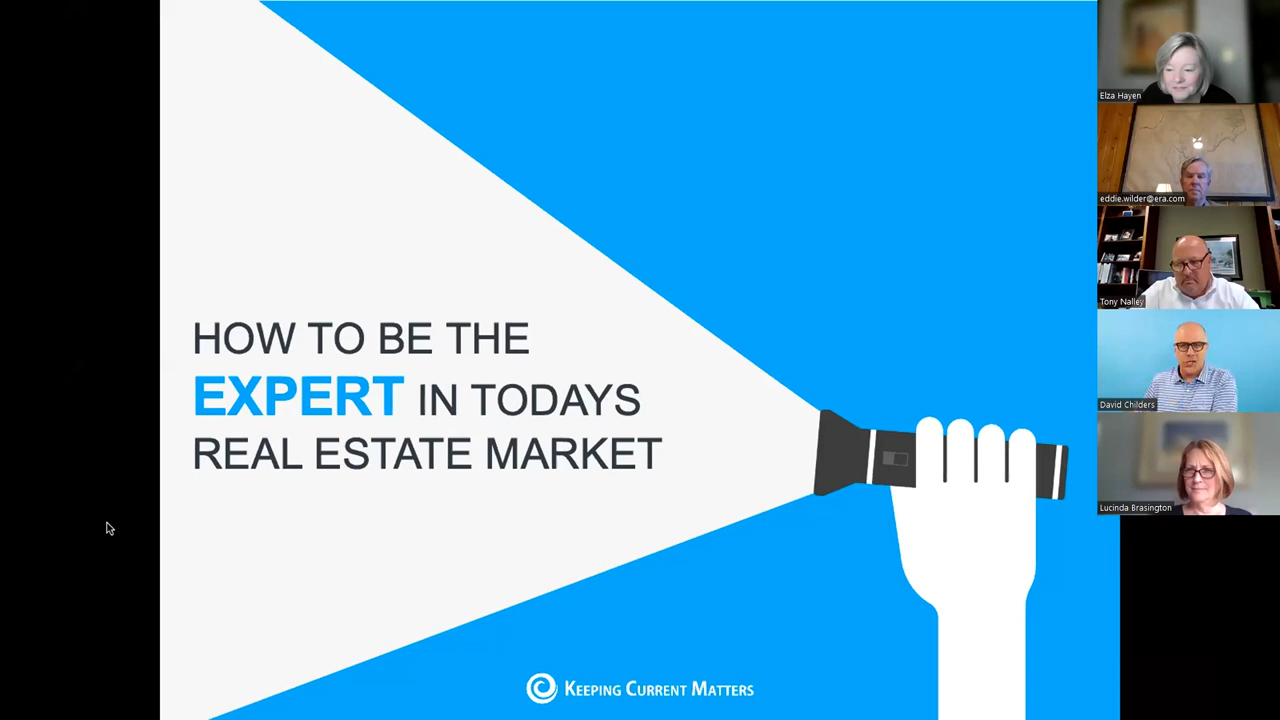 HOW TO BE THE
EXPERT IN TODAYS
REAL ESTATE MARKET
KEEPING CURRENT MATTERS
Elza Hayen
eddie.wilder@era.com
Tony Nalley
David Childers
Lucinda Brasington